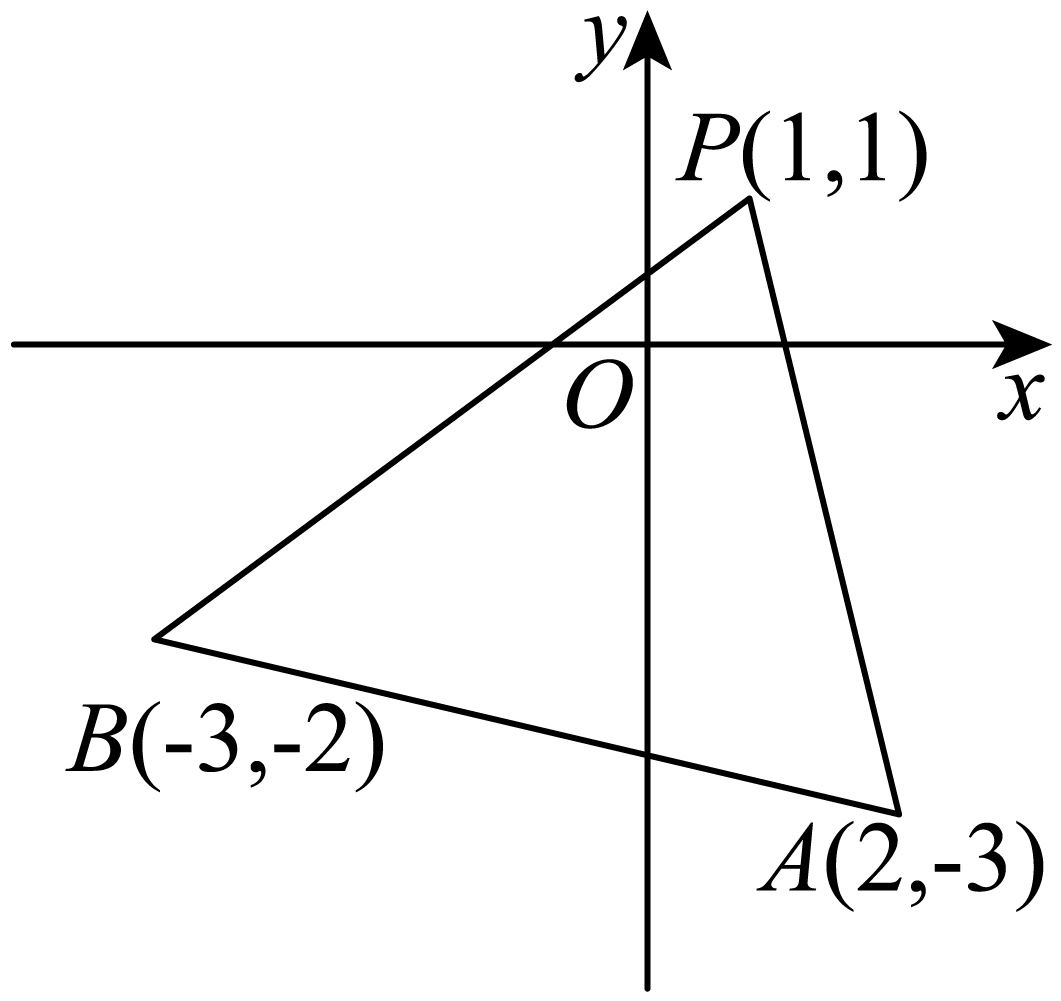 y
P(1,1)
O
x
B(-3,-2)
A(2,-3)